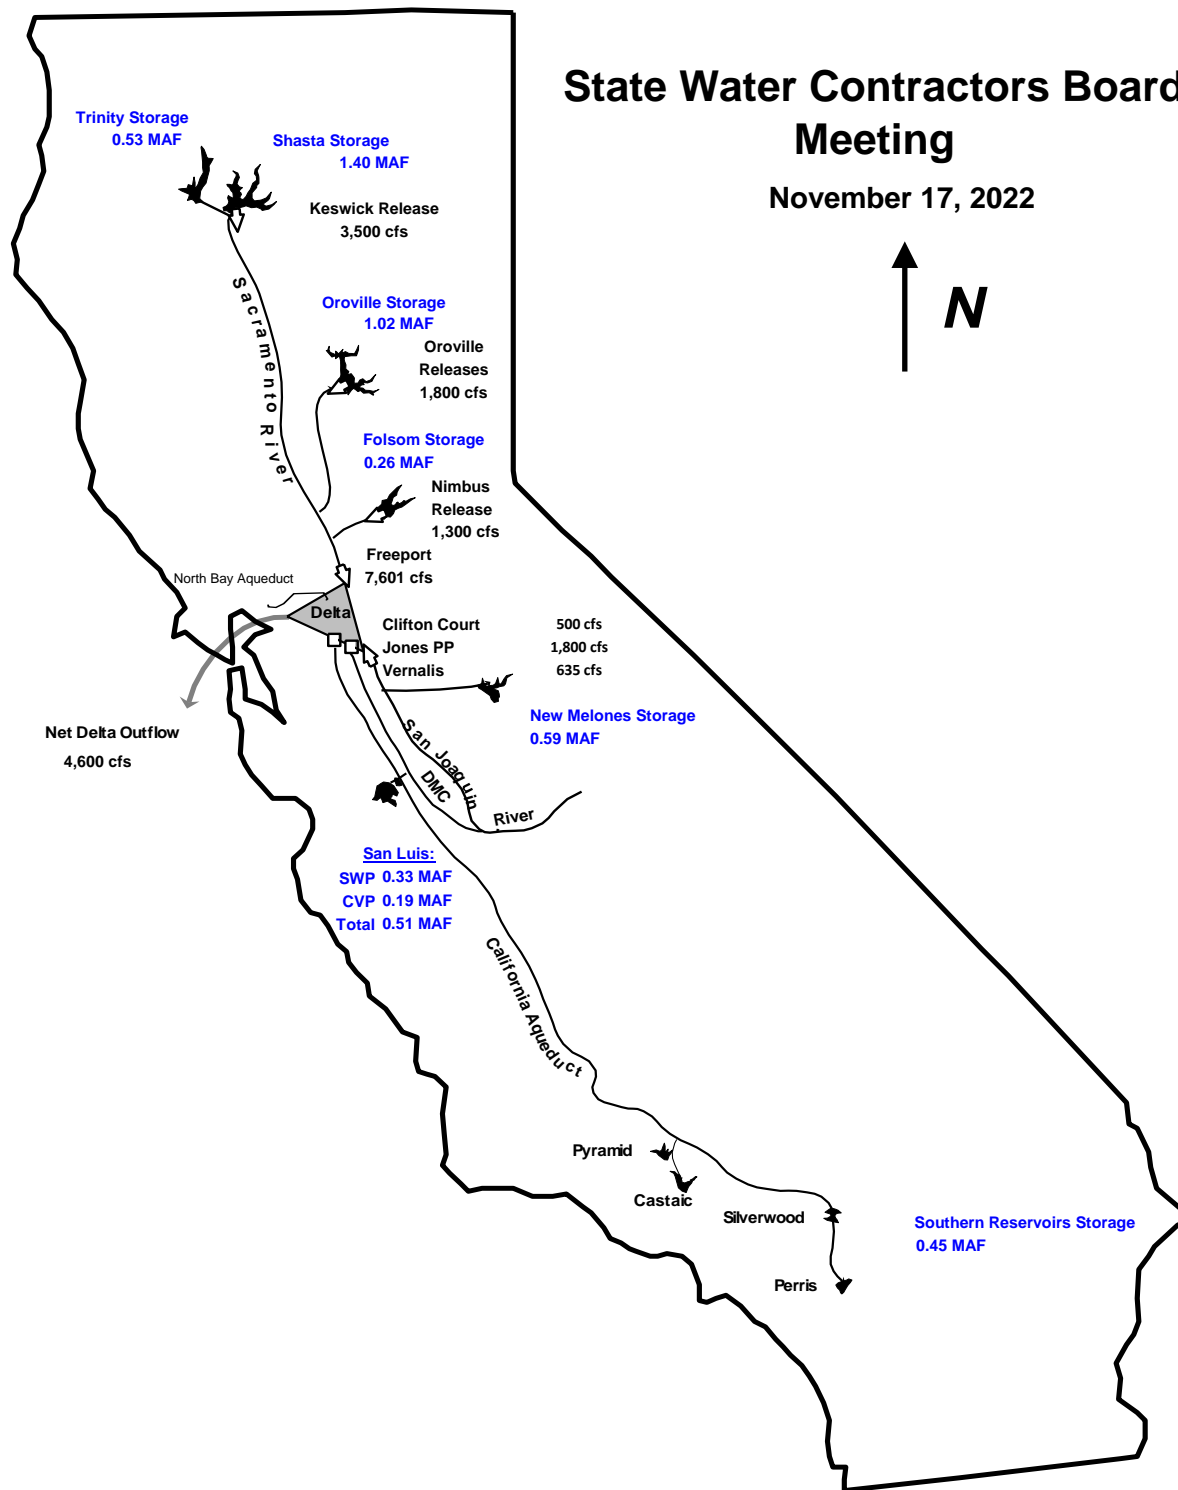 State Water Contractors Board
Meeting
November 17, 2022
N
Trinity Storage
0.53 MAF
Shasta Storage
1.40 MAF
Keswick Release
3,500 cfs
Sacramento River
Oroville Storage
1.02 MAF
Oroville
Releases
1,800 cfs
Folsom Storage
0.26 MAF
Nimbus
Release
1,300 cfs
Freeport
7,601 cfs
North Bay Aqueduct
Delta
Clifton Court 500 cfs
Jones PP 1,800 cfs
Vernalis 635 cfs
New Melones Storage
0.59 MAF
Net Delta Outflow
4,600 cfs
San Joaquin
River
DMC
San Luis:
SWP 0.33 MAF
CVP 0.19 MAF
Total 0.51 MAF
California Aqueduct
Pyramid
Castaic
Silverwood
Perris
Southern Reservoirs Storage
0.45 MAF